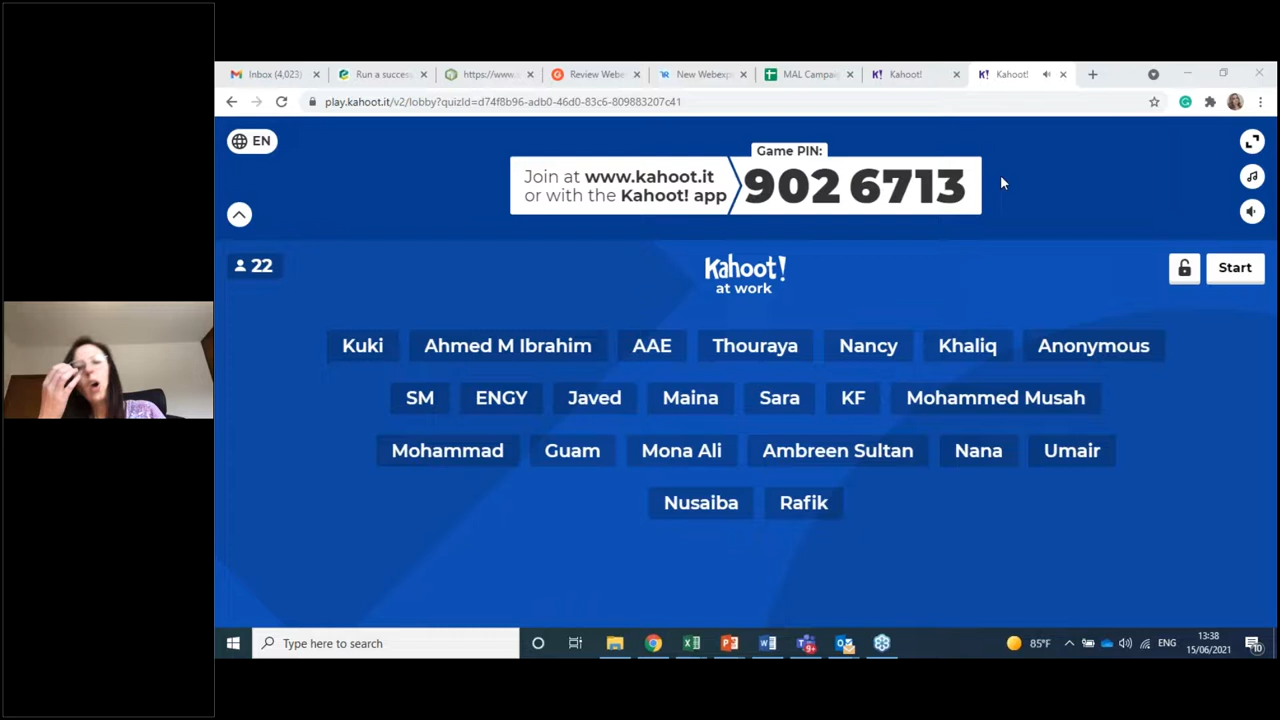 Inbox (4,023)
Run a succes
https://www.
Review Webe
New Webexp
MAL Campai
Kahoot!
Kahoot!
play.kahoot.it/v2/lobby?quizId=d74f8b96-adb0-46d0-83c6-809883207c41
EN
Game PIN:
Join at www.kahoot.it
or with the Kahoot! app
902 6713
22
Kahoot!
at work
Start
Kuki Ahmed M Ibrahim AAE Thouraya Nancy Khaliq Anonymous
SM ENGY Javed Maina Sara KF Mohammed Musah
Mohammad Guam Mona Ali Ambreen Sultan Nana Umair
Nusaiba Rafik
Type here to search
85°F
ENG
13:38
15/06/2021